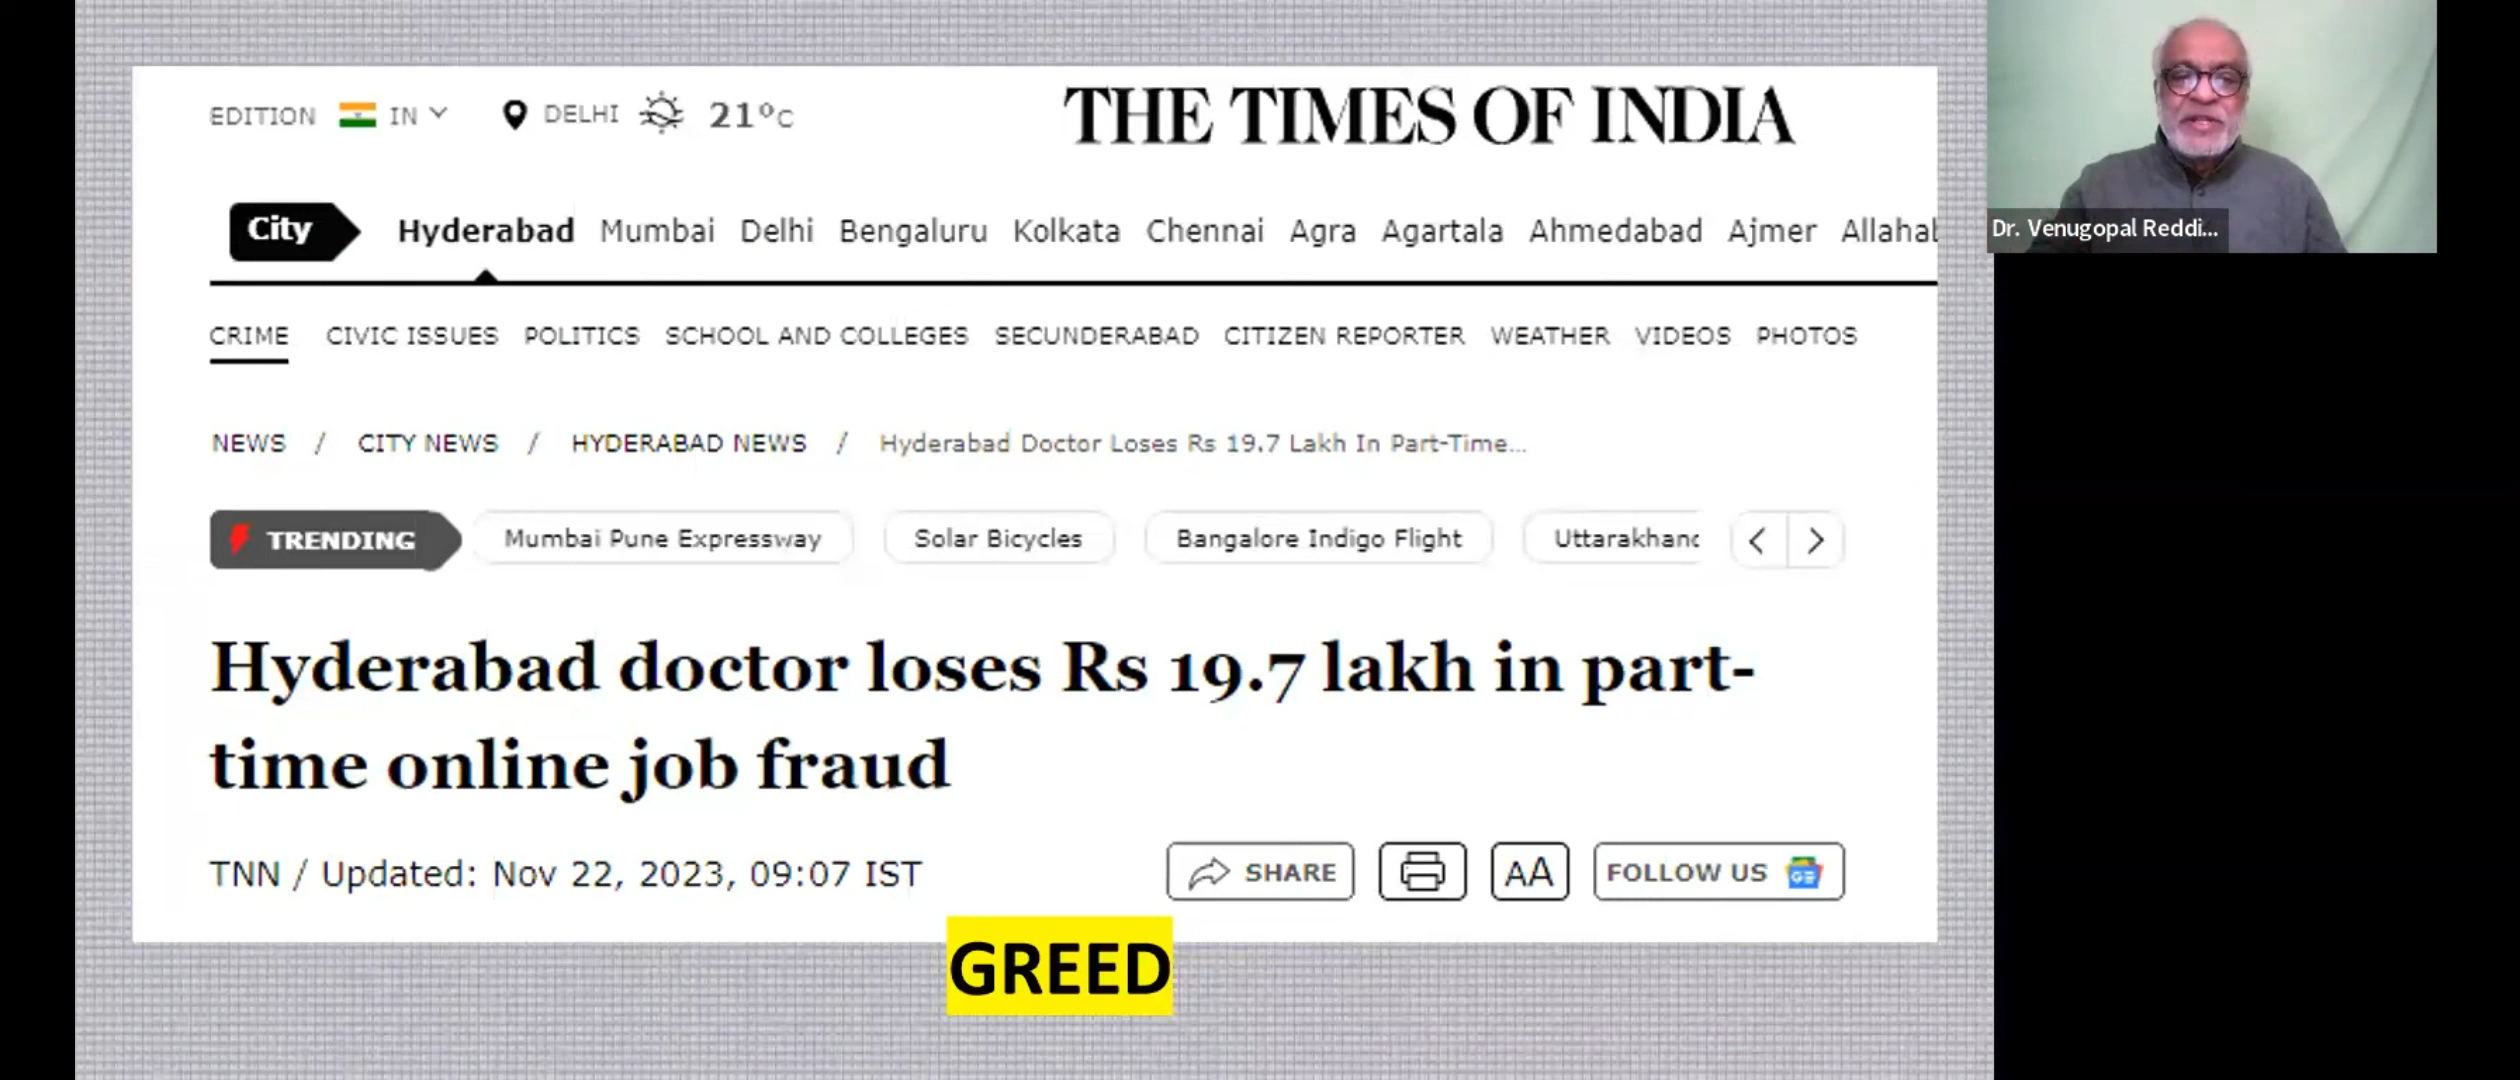 EDITION IN DELHI 21°C
THE TIMES OF INDIA
City Hyderabad Mumbai Delhi Bengaluru Kolkata Chennai Agra Agartala Ahmedabad Ajmer Allahab
CRIME CIVIC ISSUES POLITICS SCHOOL AND COLLEGES SECUNDERABAD CITIZEN REPORTER WEATHER VIDEOS PHOTOS
NEWS / CITY NEWS / HYDERABAD NEWS / Hyderabad Doctor Loses Rs 19.7 Lakh In Part-Time...
TRENDING Mumbai Pune Expressway Solar Bicycles Bangalore Indigo Flight Uttarakhand
Hyderabad doctor loses Rs 19.7 lakh in part-
time online job fraud
TNN / Updated: Nov 22, 2023, 09:07 IST
SHARE AA FOLLOW US GE
GREED
Dr. Venugopal Reddi...